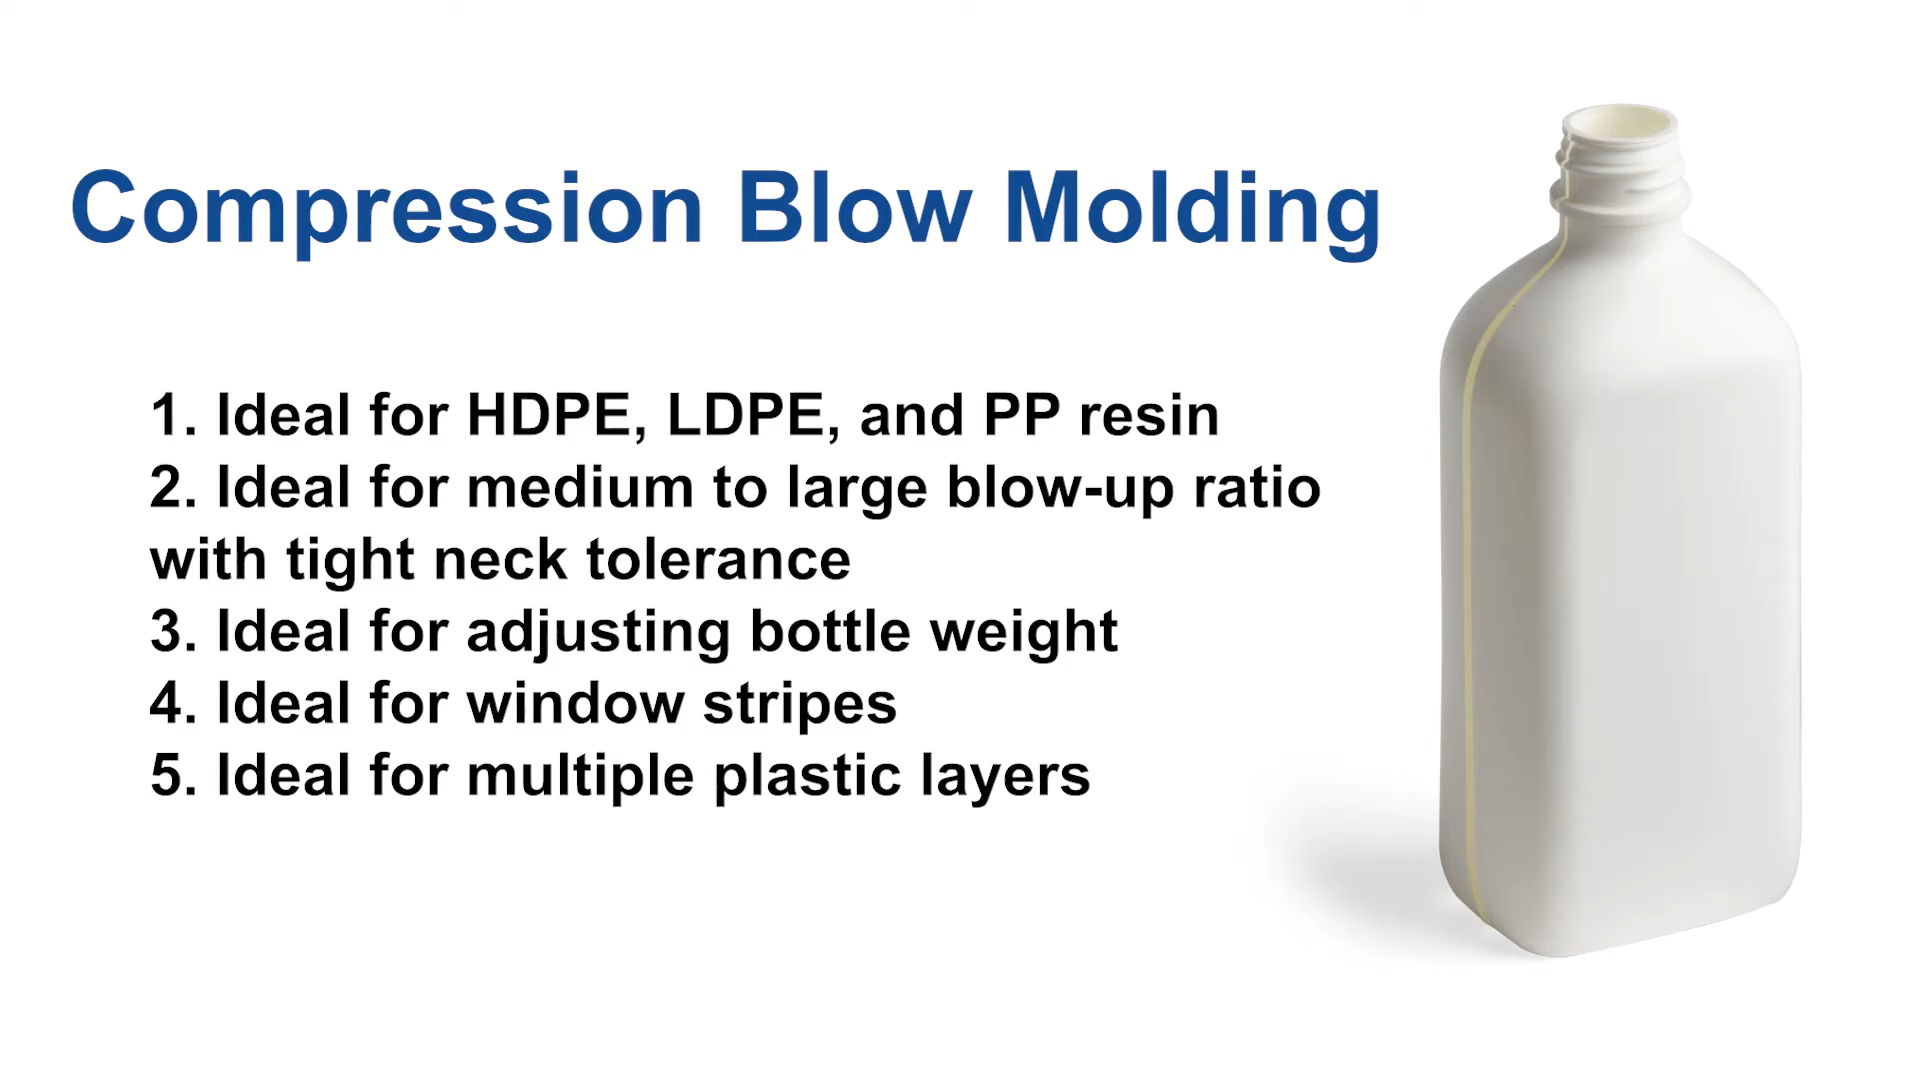 Compression Blow Molding
1. Ideal for HDPE, LDPE, and PP resin
2. Ideal for medium to large blow-up ratio
with tight neck tolerance
3. Ideal for adjusting bottle weight
4. Ideal for window stripes
5. Ideal for multiple plastic layers